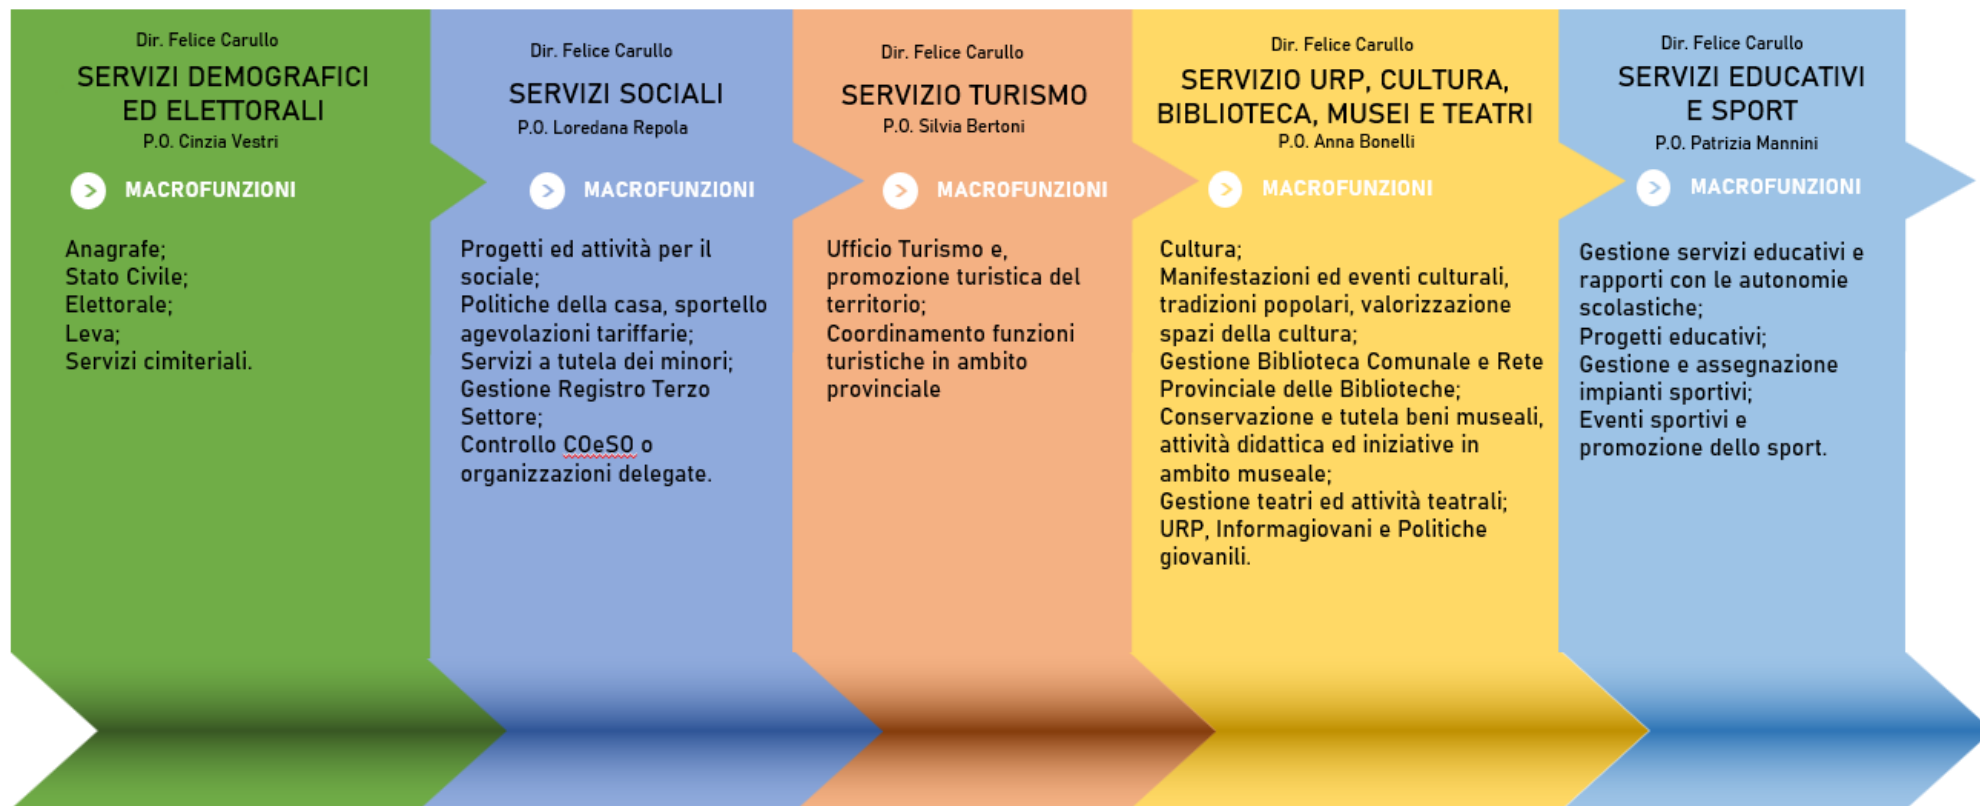 Dir. Felice Carullo
SERVIZI DEMOGRAFICI
ED ELETTORALI
P.O. Cinzia Vestri
MACROFUNZIONI
Anagrafe;
Stato Civile;
Elettorale;
Leva;
Servizi cimiteriali.
Dir. Felice Carullo
SERVIZI SOCIALI
P.O. Loredana Repola
MACROFUNZIONI
Progetti ed attività per il
sociale;
Politiche della casa, sportello
agevolazioni tariffarie;
Servizi a tutela dei minori;
Gestione Registro Terzo
Settore;
Controllo COeSO o
organizzazioni delegate.
Dir. Felice Carullo
SERVIZIO TURISMO
P.O. Silvia Bertoni
MACROFUNZIONI
Ufficio Turismo e,
promozione turistica del
territorio;
Coordinamento funzioni
turistiche in ambito
provinciale
Dir. Felice Carullo
SERVIZIO URP, CULTURA,
BIBLIOTECA, MUSEI E TEATRI
P.O. Anna Bonelli
MACROFUNZIONI
Cultura;
Manifestazioni ed eventi culturali,
tradizioni popolari, valorizzazione
spazi della cultura;
Gestione Biblioteca Comunale e Rete
Provinciale delle Biblioteche;
Conservazione e tutela beni museali,
attività didattica ed iniziative in
ambito museale;
Gestione teatri ed attività teatrali;
URP, Informagiovani e Politiche
giovanili.
Dir. Felice Carullo
SERVIZI EDUCATIVI
E SPORT
P.O. Patrizia Mannini
MACROFUNZIONI
Gestione servizi educativi e
rapporti con le autonomie
scolastiche;
Progetti educativi;
Gestione e assegnazione
impianti sportivi;
Eventi sportivi e
promozione dello sport.